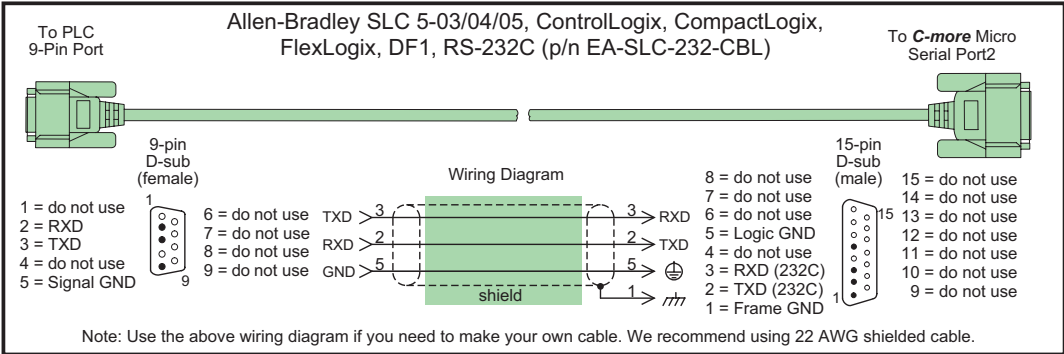 Allen-Bradley SLC 5-03/04/05, ControlLogix, CompactLogix,
FlexLogix, DF1, RS-232C (p/n EA-SLC-232-CBL)
To PLC
9-Pin Port
To C-more Micro
Serial Port2
9-pin
D-sub
(female)
1
9
1 = do not use
2 = RXD
3 = TXD
4 = do not use
5 = Signal GND
6 = do not use
7 = do not use
8 = do not use
9 = do not use
Wiring Diagram
TXD 3 3 RXD
RXD 2 2 TXD
GND 5 5
1
shield
8 = do not use
7 = do not use
6 = do not use
5 = Logic GND
4 = do not use
3 = RXD (232C)
2 = TXD (232C)
1 = Frame GND
15-pin
D-sub
(male)
15
1
15 = do not use
14 = do not use
13 = do not use
12 = do not use
11 = do not use
10 = do not use
9 = do not use
Note: Use the above wiring diagram if you need to make your own cable. We recommend using 22 AWG shielded cable.